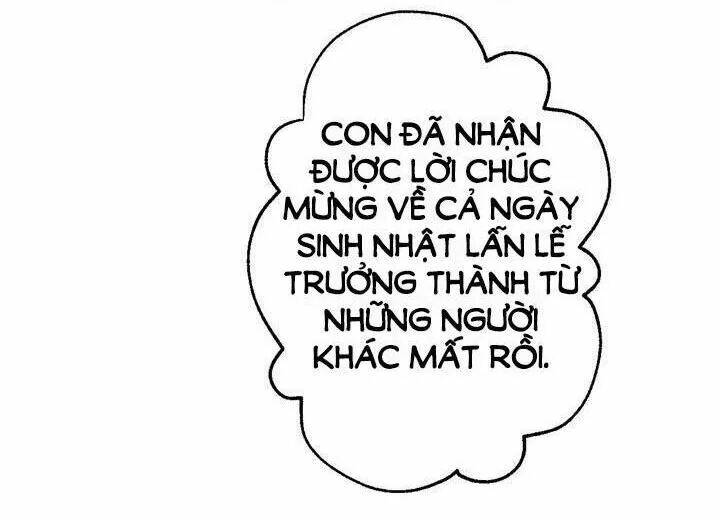 CON ĐÃ NHẬN
ĐƯỢC LỜI CHÚC
MỪNG VỀ CẢ NGÀY
SINH NHẬT LẪN LỄ
TRƯỞNG THÀNH TỪ
NHỮNG NGƯỜI
KHÁC MẤT RỒI.